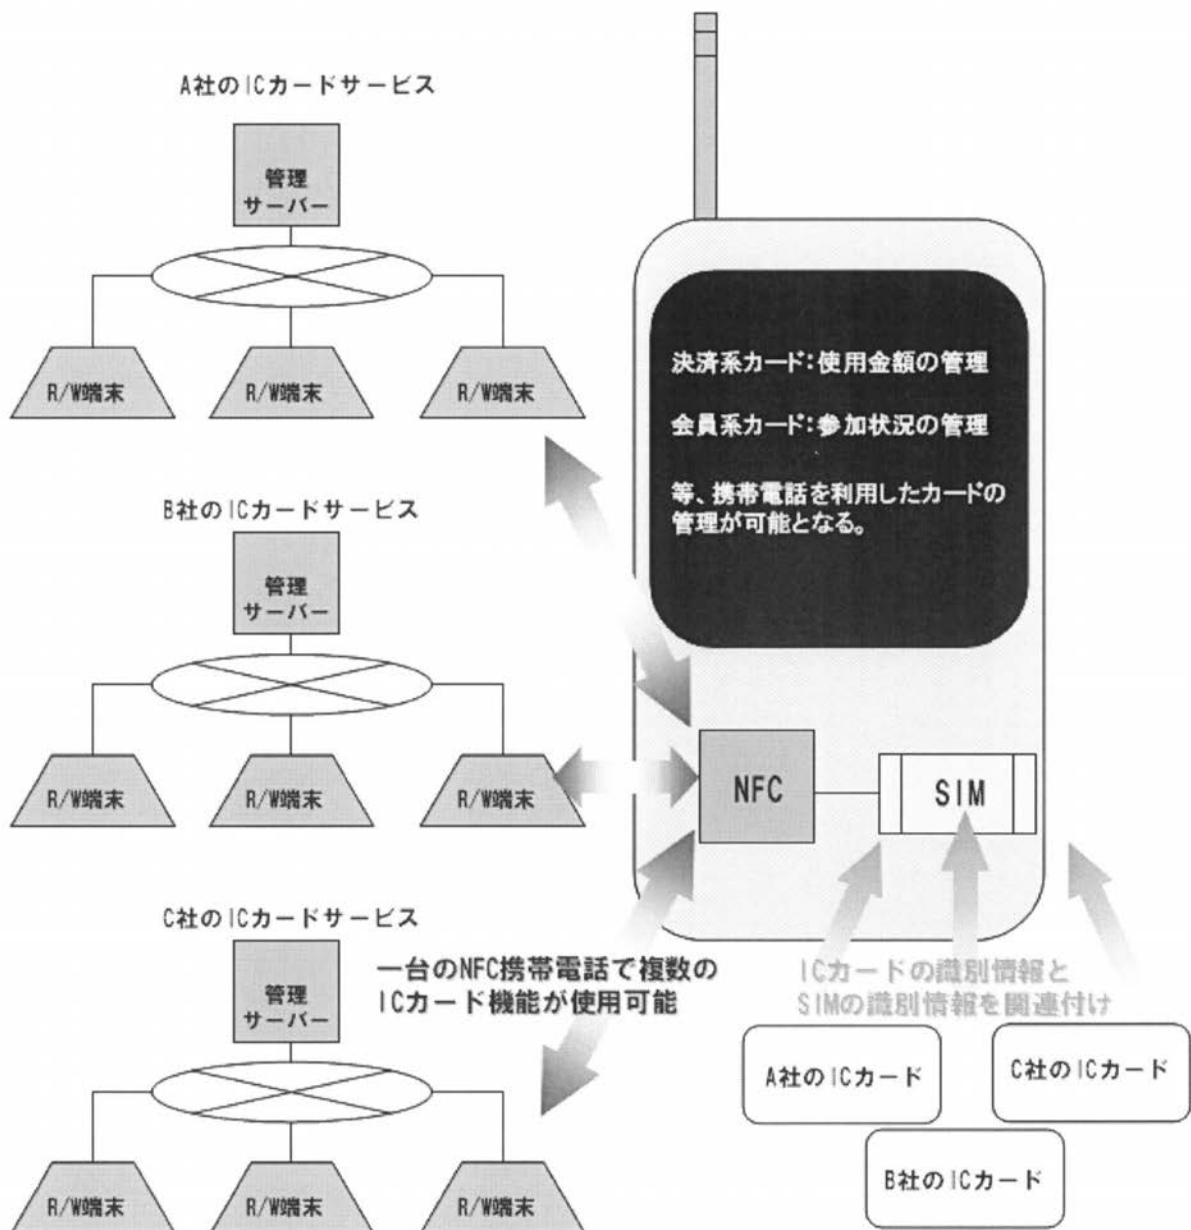 A社のICカードサービス
管理
サーバー
R/W端末
R/W端末
R/W端末
B社のICカードサービス
管理
サーバー
R/W端末
R/W端末
R/W端末
C社のICカードサービス
管理
サーバー
R/W端末
R/W端末
R/W端末
一台のNFC携帯電話で複数の
ICカード機能が使用可能
決済系カード:使用金額の管理
会員系カード:参加状況の管理
等、携帯電話を利用したカードの
管理が可能となる。
NFC
SIM
ICカードの識別情報と
SIMの識別情報を関連付け
A社のICカード
C社のICカード
B社のICカード